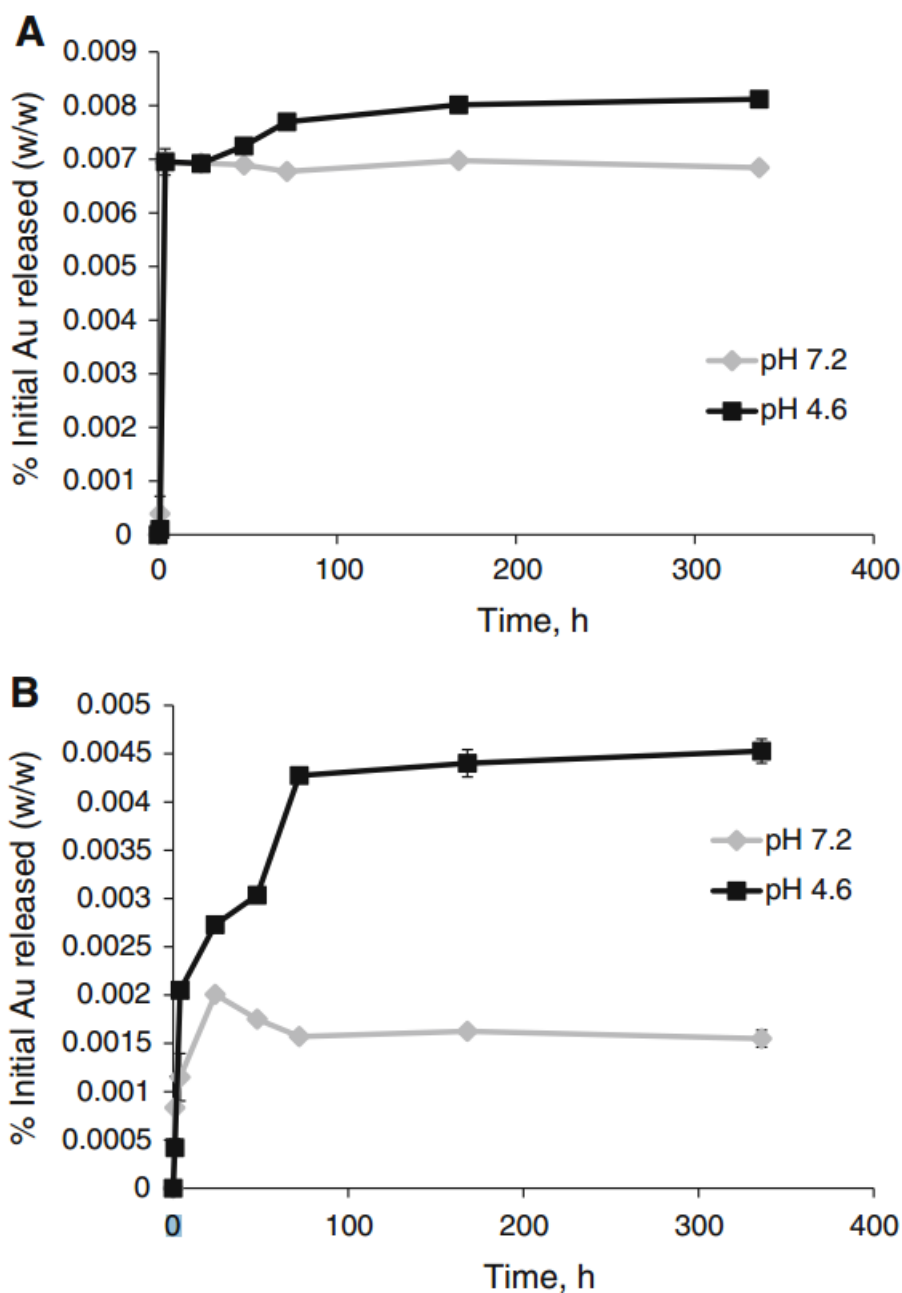 A
% Initial Au released (w/w)
0.009
0.008
0.007
0.006
0.005
0.004
0.003
0.002
0.001
0
pH 7.2
pH 4.6
0 100 200 300 400
Time, h
B
% Initial Au released (w/w)
0.005
0.0045
0.004
0.0035
0.003
0.0025
0.002
0.0015
0.001
0.0005
0
pH 7.2
pH 4.6
0 100 200 300 400
Time, h